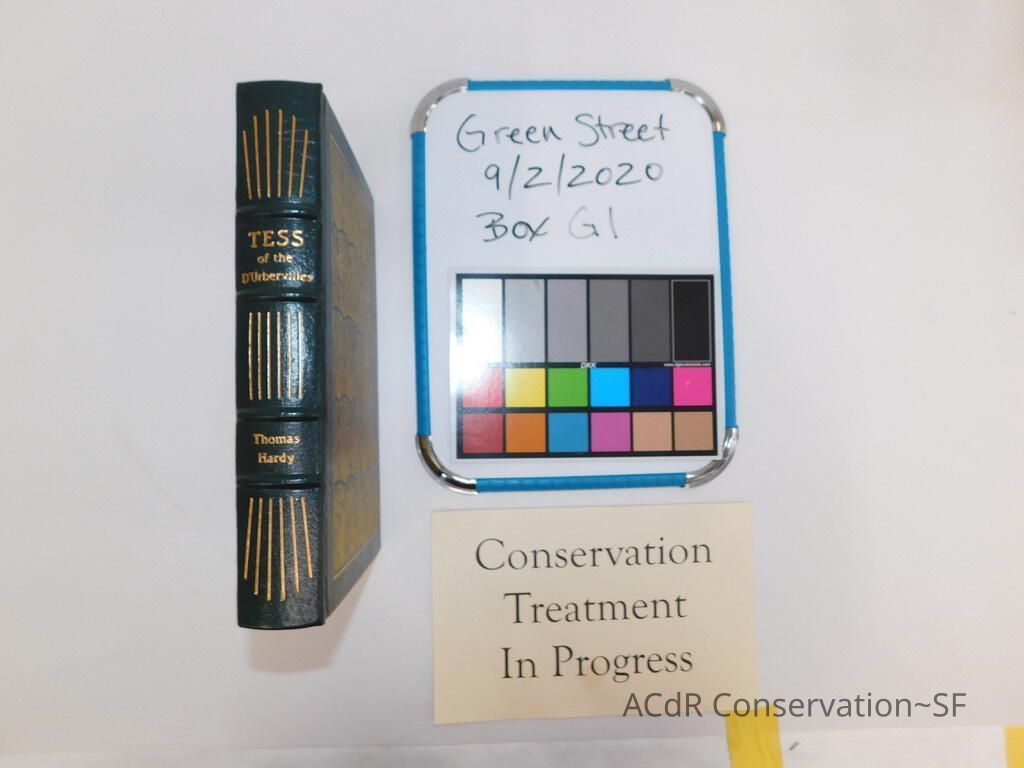 TESS
of the
D'Urbervilles
Thomas
Hardy
Green Street
9/2/2020
Box G1
DKK
Conservation
Treatment
In Progress
ACdR Conservation~SF